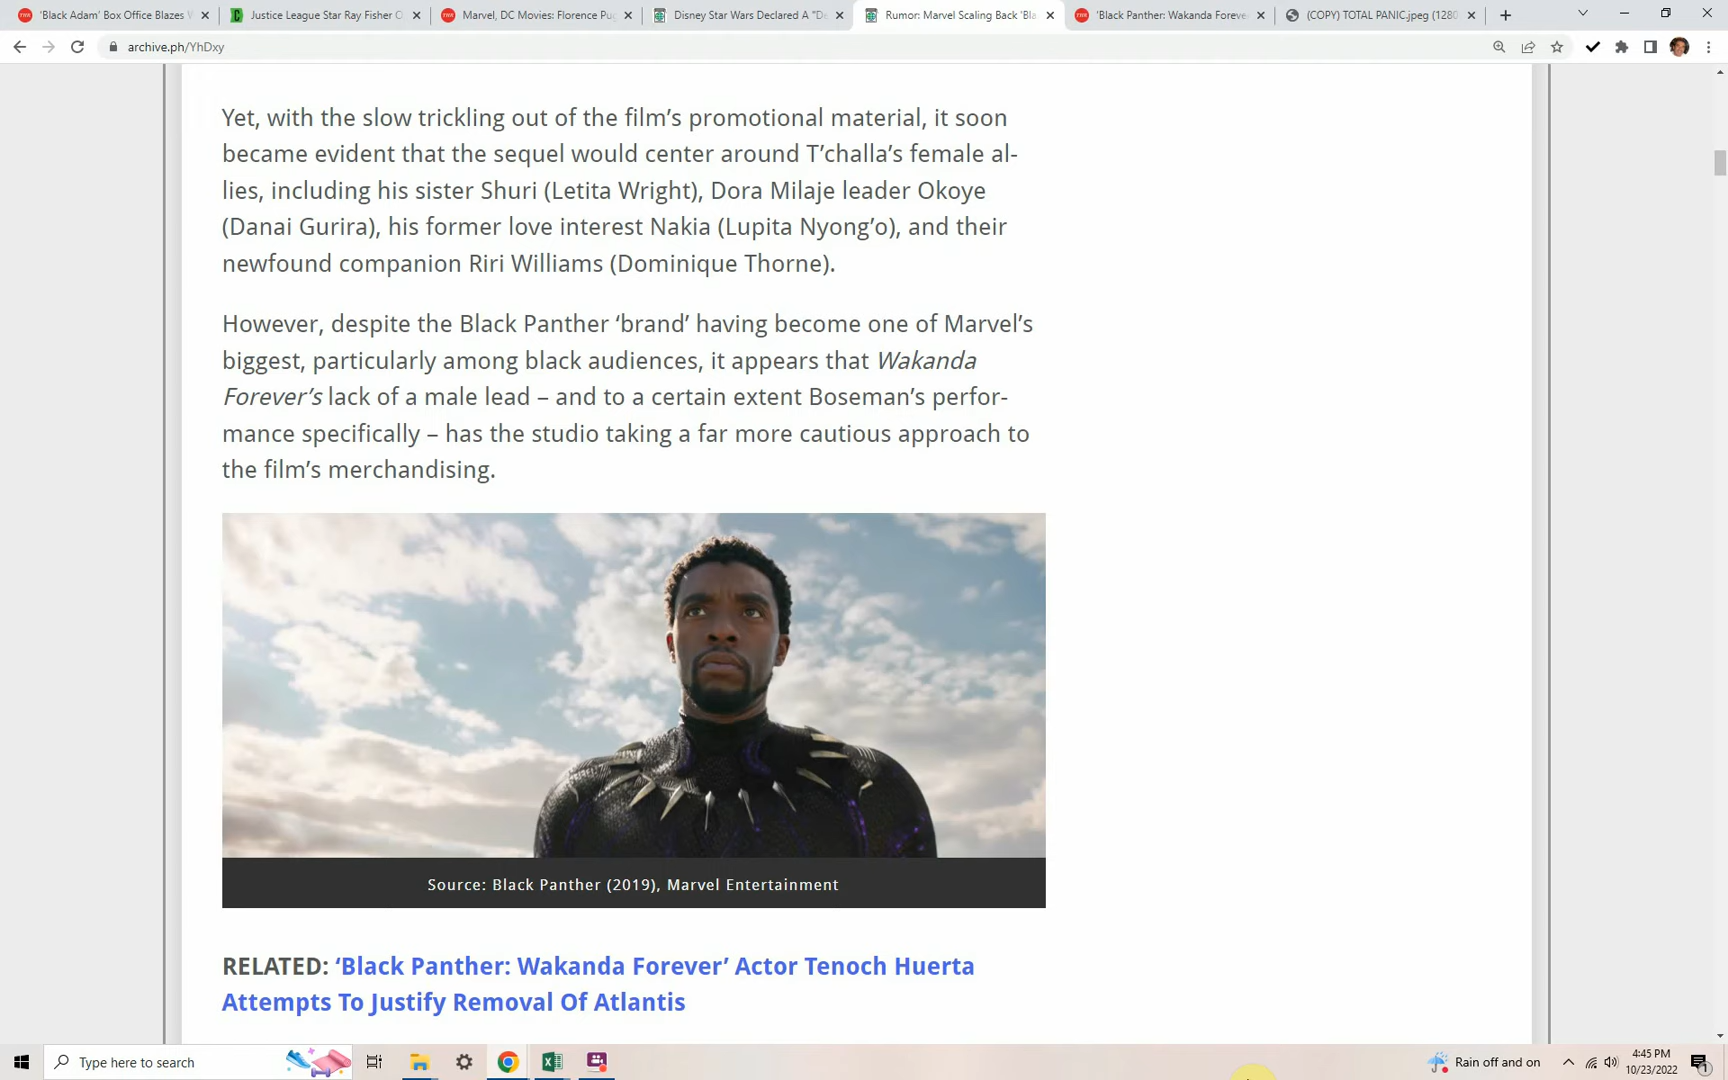 'Black Adam' Box Office Blazes W
Justice League Star Ray Fisher O
Marvel, DC Movies: Florence Pug
Disney Star Wars Declared A "De
Rumor: Marvel Scaling Back 'Bla
'Black Panther: Wakanda Foreve
(COPY) TOTAL PANIC.jpeg (1280
archive.ph/YhDxy
Yet, with the slow trickling out of the film’s promotional material, it soon
became evident that the sequel would center around T’challa’s female al-
lies, including his sister Shuri (Letita Wright), Dora Milaje leader Okoye
(Danai Gurira), his former love interest Nakia (Lupita Nyong’o), and their
newfound companion Riri Williams (Dominique Thorne).
However, despite the Black Panther ‘brand’ having become one of Marvel’s
biggest, particularly among black audiences, it appears that Wakanda
Forever’s lack of a male lead – and to a certain extent Boseman’s perfor-
mance specifically – has the studio taking a far more cautious approach to
the film’s merchandising.
Source: Black Panther (2019), Marvel Entertainment
RELATED: ‘Black Panther: Wakanda Forever’ Actor Tenoch Huerta
Attempts To Justify Removal Of Atlantis
Type here to search
Rain off and on
4:45 PM
10/23/2022
1